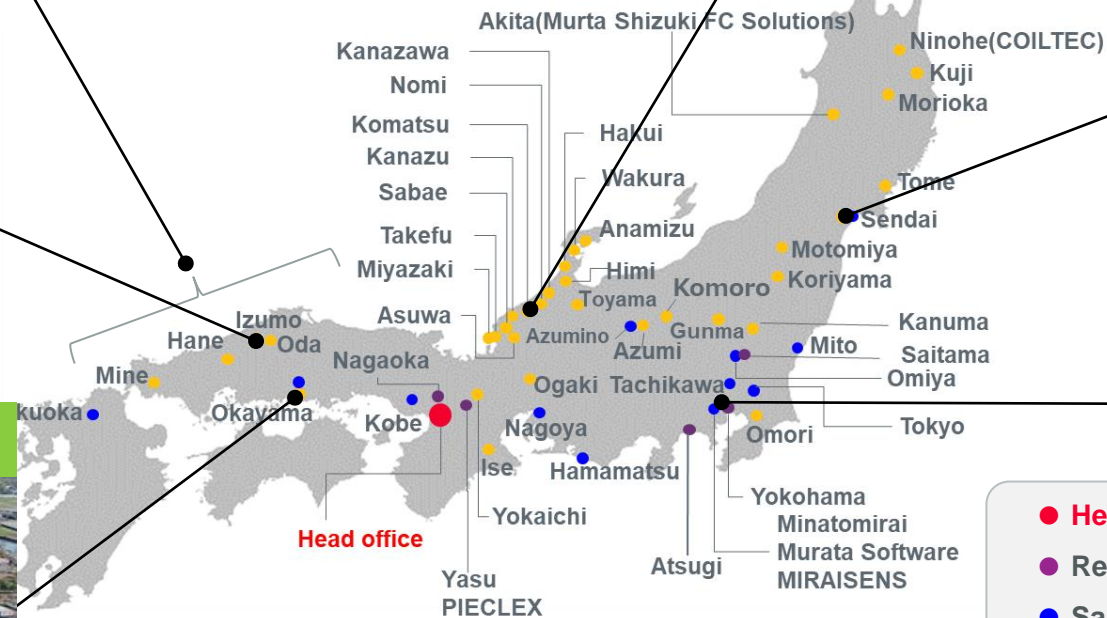 Akita(Murta Shizuki FC Solutions)
Ninohe(COILTEC)
Kanazawa
Kuji
Nomi
Morioka
Komatsu
Hakui
Kanazu
Wakura
Tome
Sabae
Sendai
Takefu
Anamizu
Motomiya
Miyazaki
Himi
Koriyama
Komoro
Toyama
Asuwa
Izumo
Azumino
Gunma
Kanuma
Hane
Oda
Azumi
Mito
Saitama
Nagaoka
Mine
Ogaki
Tachikawa
Omiya
kuoka
Okayama
Kobe
Nagoya
Omori
Tokyo
Ise
Hamamatsu
Yokohama
Yokaichi
Minatomirai
Head office
Murata Software
MIRAISENS
Atsugi
Yasu
PIECLEX
He
Re
Sa